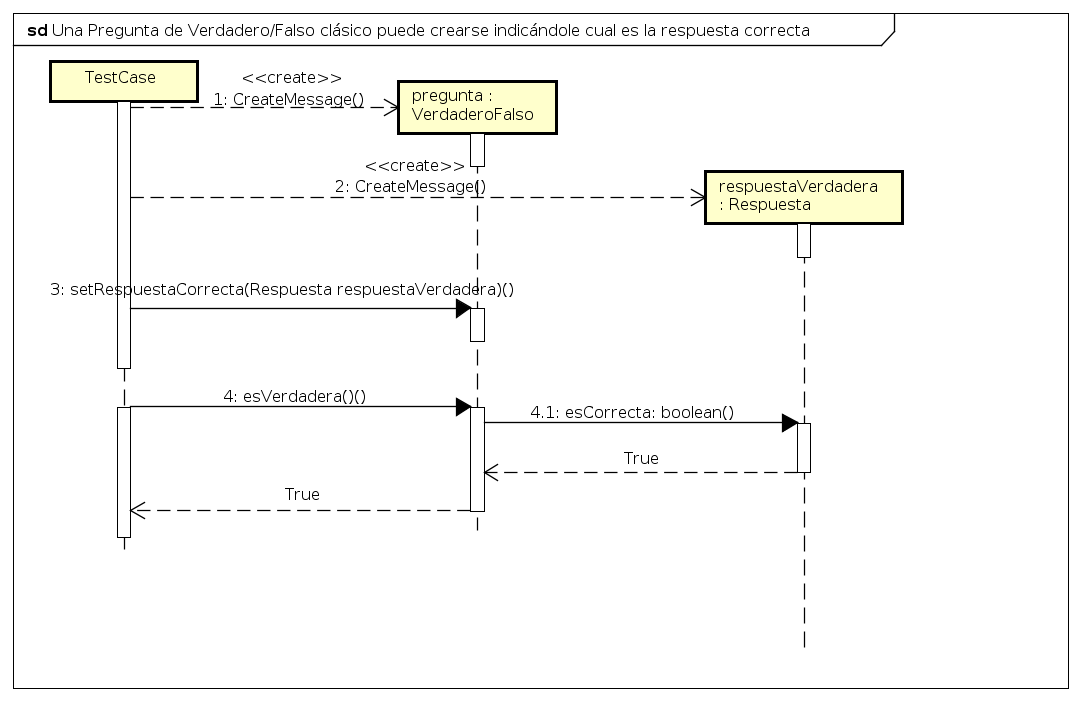 sd Una Pregunta de Verdadero/Falso clásico puede crearse indicándole cual es la respuesta correcta
TestCase
<<create>>
1: CreateMessage()
pregunta :
VerdaderoFalso
<<create>>
2: CreateMessage()
respuestaVerdadera
: Respuesta
3: setRespuestaCorrecta(Respuesta respuestaVerdadera)()
4: esVerdadera()()
4.1: esCorrecta: boolean()
True
True